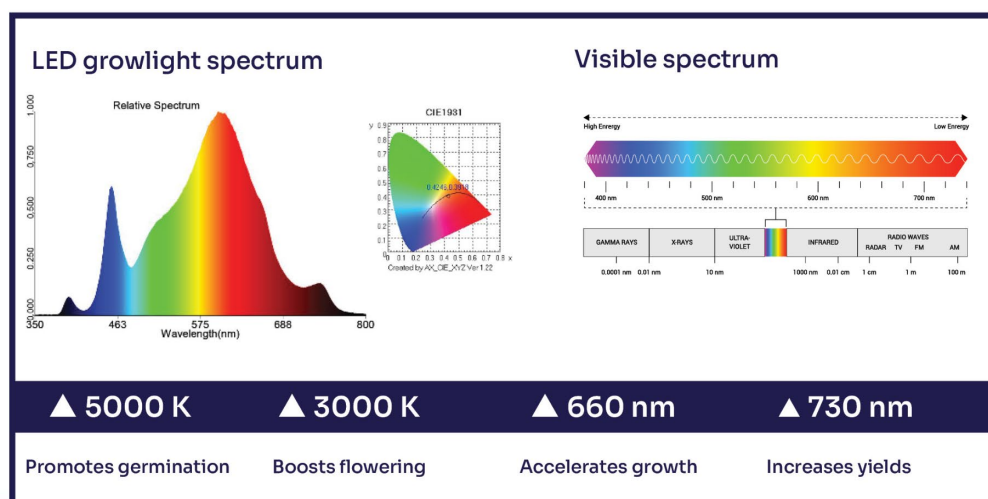 LED growlight spectrum
Visible spectrum
Relative Spectrum
1.000
0.750
0.500
0.250
0.000
350 463 575 688 800
Wavelength(nm)
CIE1931
y 0.9
0.8
0.7
0.6
0.5
0.4
0.3
0.2
0.1
0 0.1 0.2 0.3 0.4 0.5 0.6 0.7 0.8 x
Created by AX_CIE_XYZ Ver 1.22
High Enrergy Low Enrergy
400 nm 500 nm 600 nm 700 nm
GAMMA RAYS X-RAYS ULTRA-
VIOLET INFRARED RADIO WAVES
RADAR TV FM AM
0.0001 nm 0.01 nm 10 nm 1000 nm 0.01 cm 1 cm 1 m 100 m
5000 K 3000 K 660 nm 730 nm
Promotes germination Boosts flowering Accelerates growth Increases yields